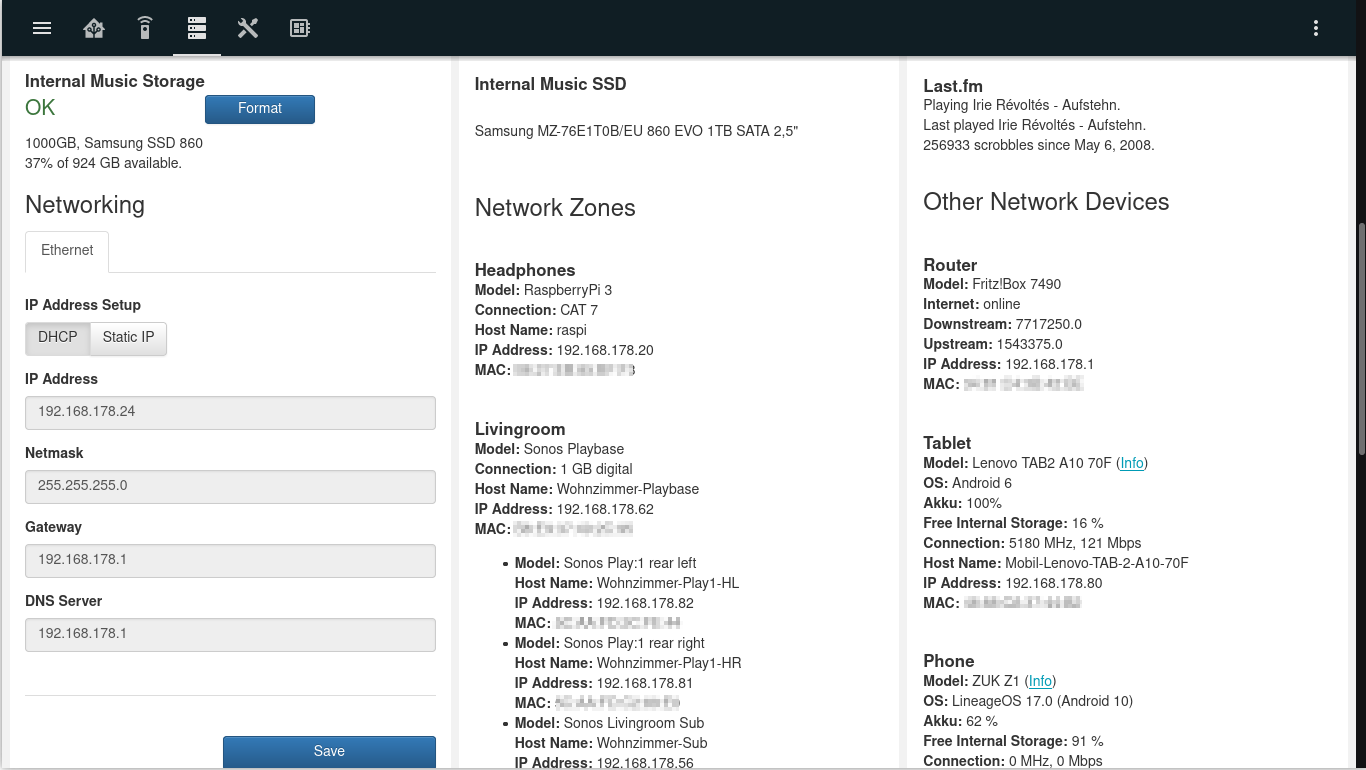 Internal Music Storage
OK
Format
1000GB, Samsung SSD 860
37% of 924 GB available.
Networking
Ethernet
IP Address Setup
DHCP
Static IP
IP Address
192.168.178.24
Netmask
255.255.255.0
Gateway
192.168.178.1
DNS Server
192.168.178.1
Save
Internal Music SSD
Samsung MZ-76E1T0B/EU 860 EVO 1TB SATA 2,5"
Network Zones
Headphones
Model: RaspberryPi 3
Connection: CAT 7
Host Name: raspi
IP Address: 192.168.178.20
MAC:
Livingroom
Model: Sonos Playbase
Connection: 1 GB digital
Host Name: Wohnzimmer-Playbase
IP Address: 192.168.178.62
MAC:
Model: Sonos Play:1 rear left
Host Name: Wohnzimmer-Play1-HL
IP Address: 192.168.178.82
MAC:
Model: Sonos Play:1 rear right
Host Name: Wohnzimmer-Play1-HR
IP Address: 192.168.178.81
MAC:
Model: Sonos Livingroom Sub
Host Name: Wohnzimmer-Sub
IP Address: 192.168.178.56
Last.fm
Playing Irie Révoltés - Aufstehn.
Last played Irie Révoltés - Aufstehn.
256933 scrobbles since May 6, 2008.
Other Network Devices
Router
Model: Fritz!Box 7490
Internet: online
Downstream: 7717250.0
Upstream: 1543375.0
IP Address: 192.168.178.1
MAC:
Tablet
Model: Lenovo TAB2 A10 70F (Info)
OS: Android 6
Akku: 100%
Free Internal Storage: 16 %
Connection: 5180 MHz, 121 Mbps
Host Name: Mobil-Lenovo-TAB-2-A10-70F
IP Address: 192.168.178.80
MAC:
Phone
Model: ZUK Z1 (Info)
OS: LineageOS 17.0 (Android 10)
Akku: 62 %
Free Internal Storage: 91 %
Connection: 0 MHz, 0 Mbps